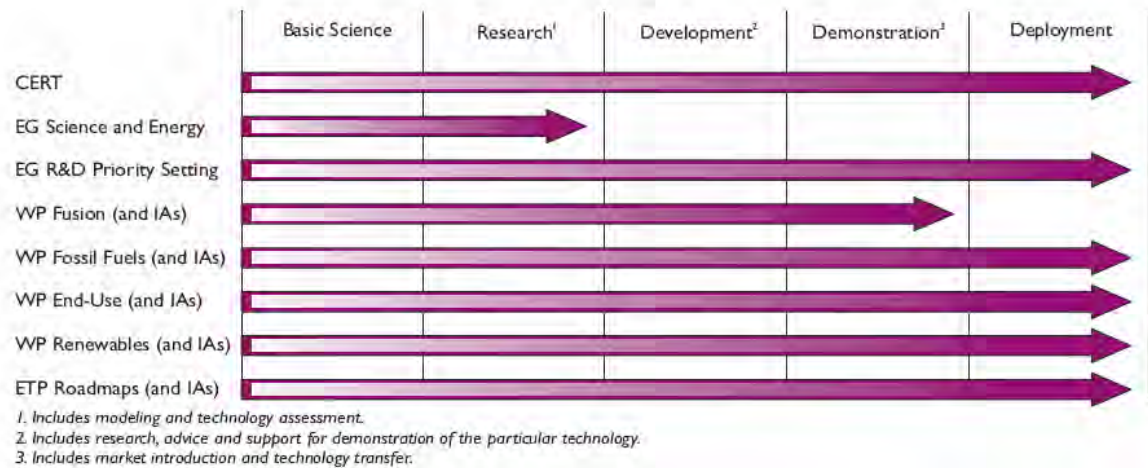 Basic Science Research¹ Development² Demonstration³ Deployment
CERT
EG Science and Energy
EG R&D Priority Setting
WP Fusion (and IAs)
WP Fossil Fuels (and IAs)
WP End-Use (and IAs)
WP Renewables (and IAs)
ETP Roadmaps (and IAs)
1. Includes modeling and technology assessment.
2. Includes research, advice and support for demonstration of the particular technology.
3. Includes market introduction and technology transfer.